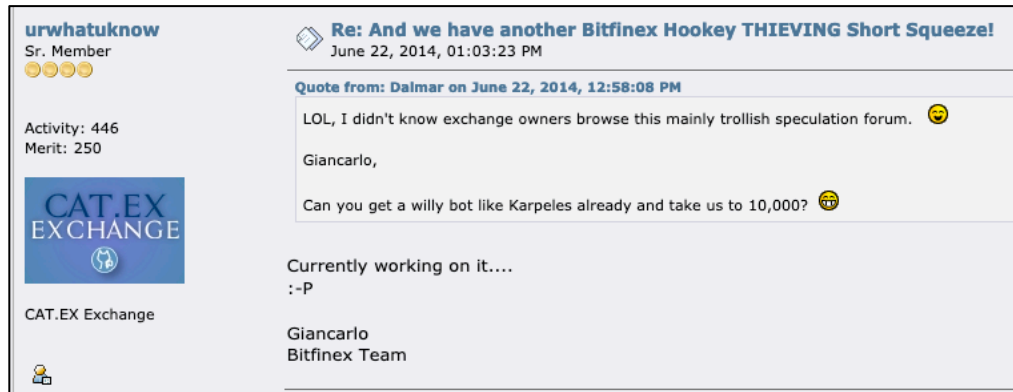 urwhatuknow
Sr. Member
Activity: 446
Merit: 250
CAT.EX
EXCHANGE
CAT.EX Exchange
Re: And we have another Bitfinex Hookey THIEVING Short Squeeze!
June 22, 2014, 01:03:23 PM
Quote from: Dalmar on June 22, 2014, 12:58:08 PM
LOL, I didn't know exchange owners browse this mainly trollish speculation forum.
Giancarlo,
Can you get a willy bot like Karpeles already and take us to 10,000?
Currently working on it....
:-P
Giancarlo
Bitfinex Team